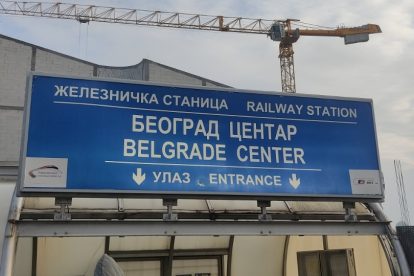 ЖЕЛЕЗНИЧКА СТАНИЦА RAILWAY STATION
БЕОГРАД ЦЕНТАР
BELGRADE CENTER
УЛАЗ ENTRANCE